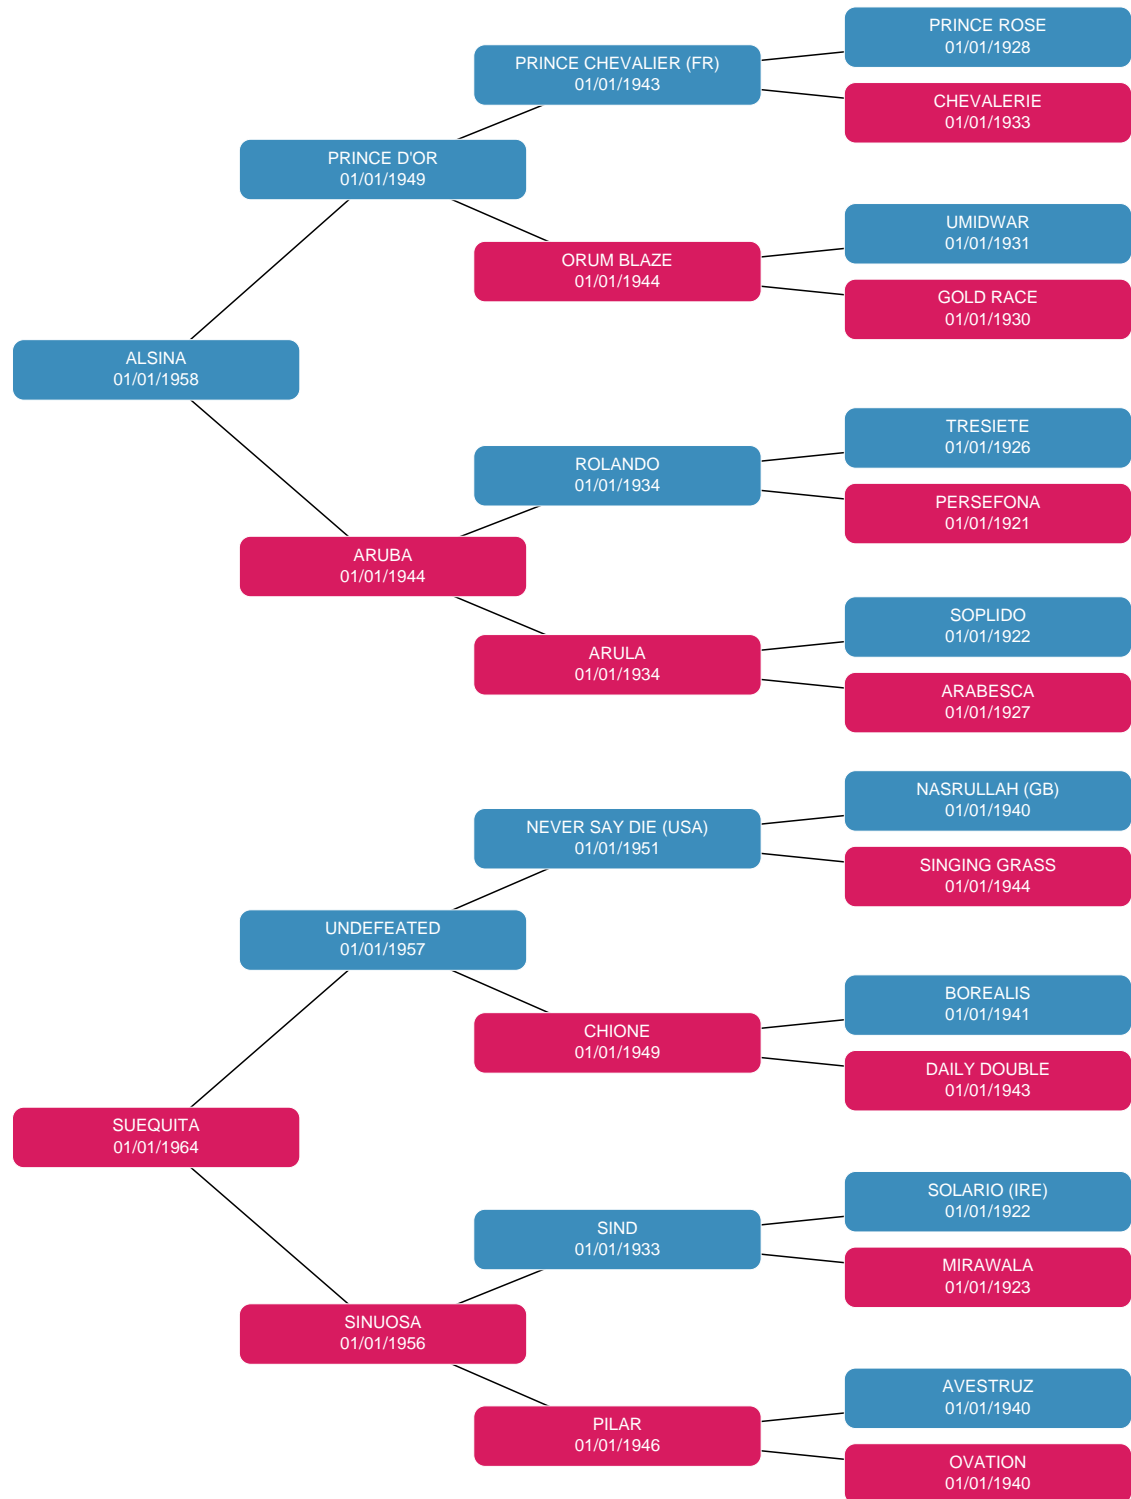 PRINCE ROSE
01/01/1928
PRINCE CHEVALIER (FR)
01/01/1943
CHEVALERIE
01/01/1933
PRINCE D'OR
01/01/1949
UMIDWAR
01/01/1931
ORUM BLAZE
01/01/1944
GOLD RACE
01/01/1930
ALSINA
01/01/1958
TRESIETE
01/01/1926
ROLANDO
01/01/1934
PERSEFONA
01/01/1921
ARUBA
01/01/1944
SOPLIDO
01/01/1922
ARULA
01/01/1934
ARABESCA
01/01/1927
NASRULLAH (GB)
01/01/1940
NEVER SAY DIE (USA)
01/01/1951
SINGING GRASS
01/01/1944
UNDEFEATED
01/01/1957
BOREALIS
01/01/1941
CHIONE
01/01/1949
DAILY DOUBLE
01/01/1943
SUEQUITA
01/01/1964
SOLARIO (IRE)
01/01/1922
SIND
01/01/1933
MIRAWALA
01/01/1923
SINUOSA
01/01/1956
AVESTRUZ
01/01/1940
PILAR
01/01/1946
OVATION
01/01/1940